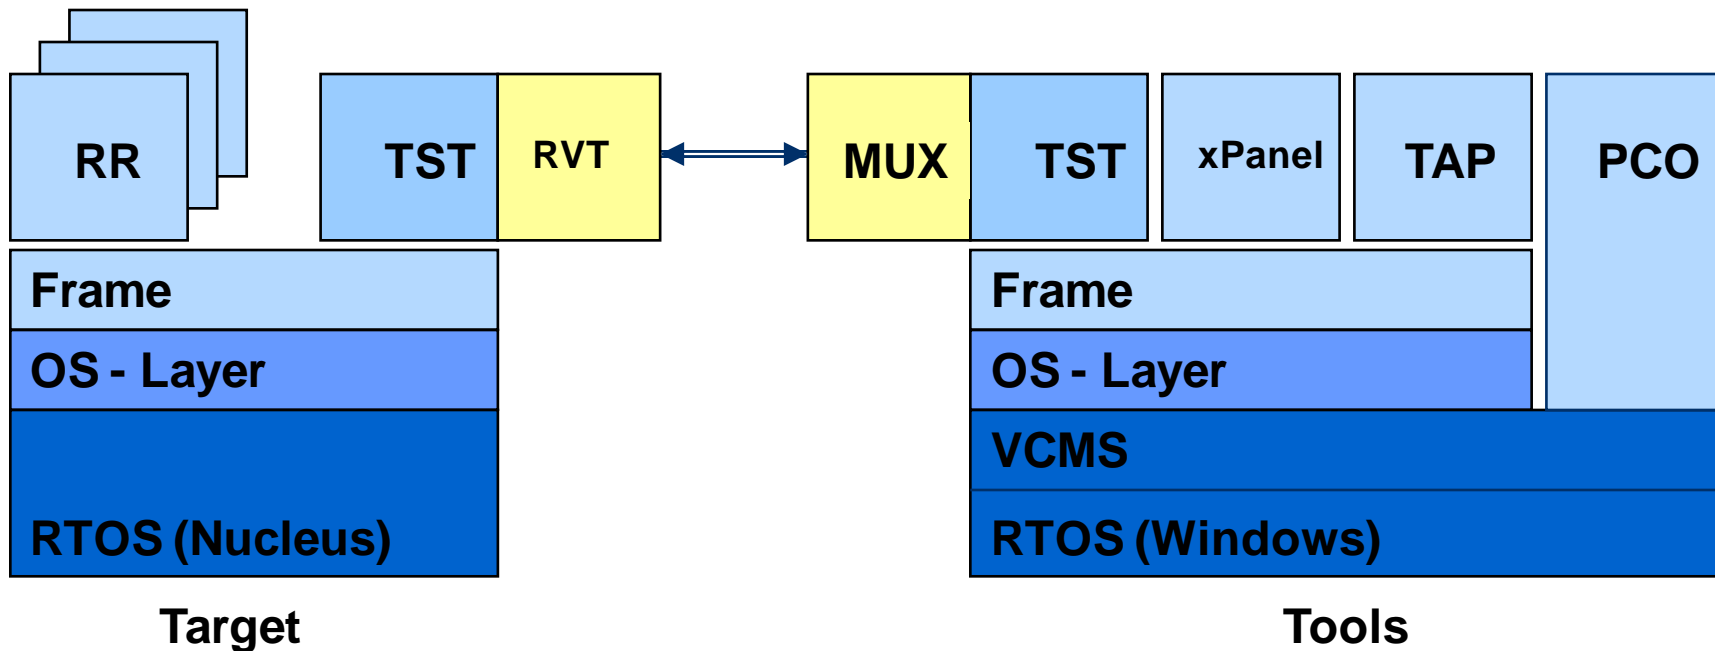 RR
TST
RVT
MUX
TST
xPanel
TAP
PCO
Frame
OS - Layer
RTOS (Nucleus)
Frame
OS - Layer
VCMS
RTOS (Windows)
Target
Tools